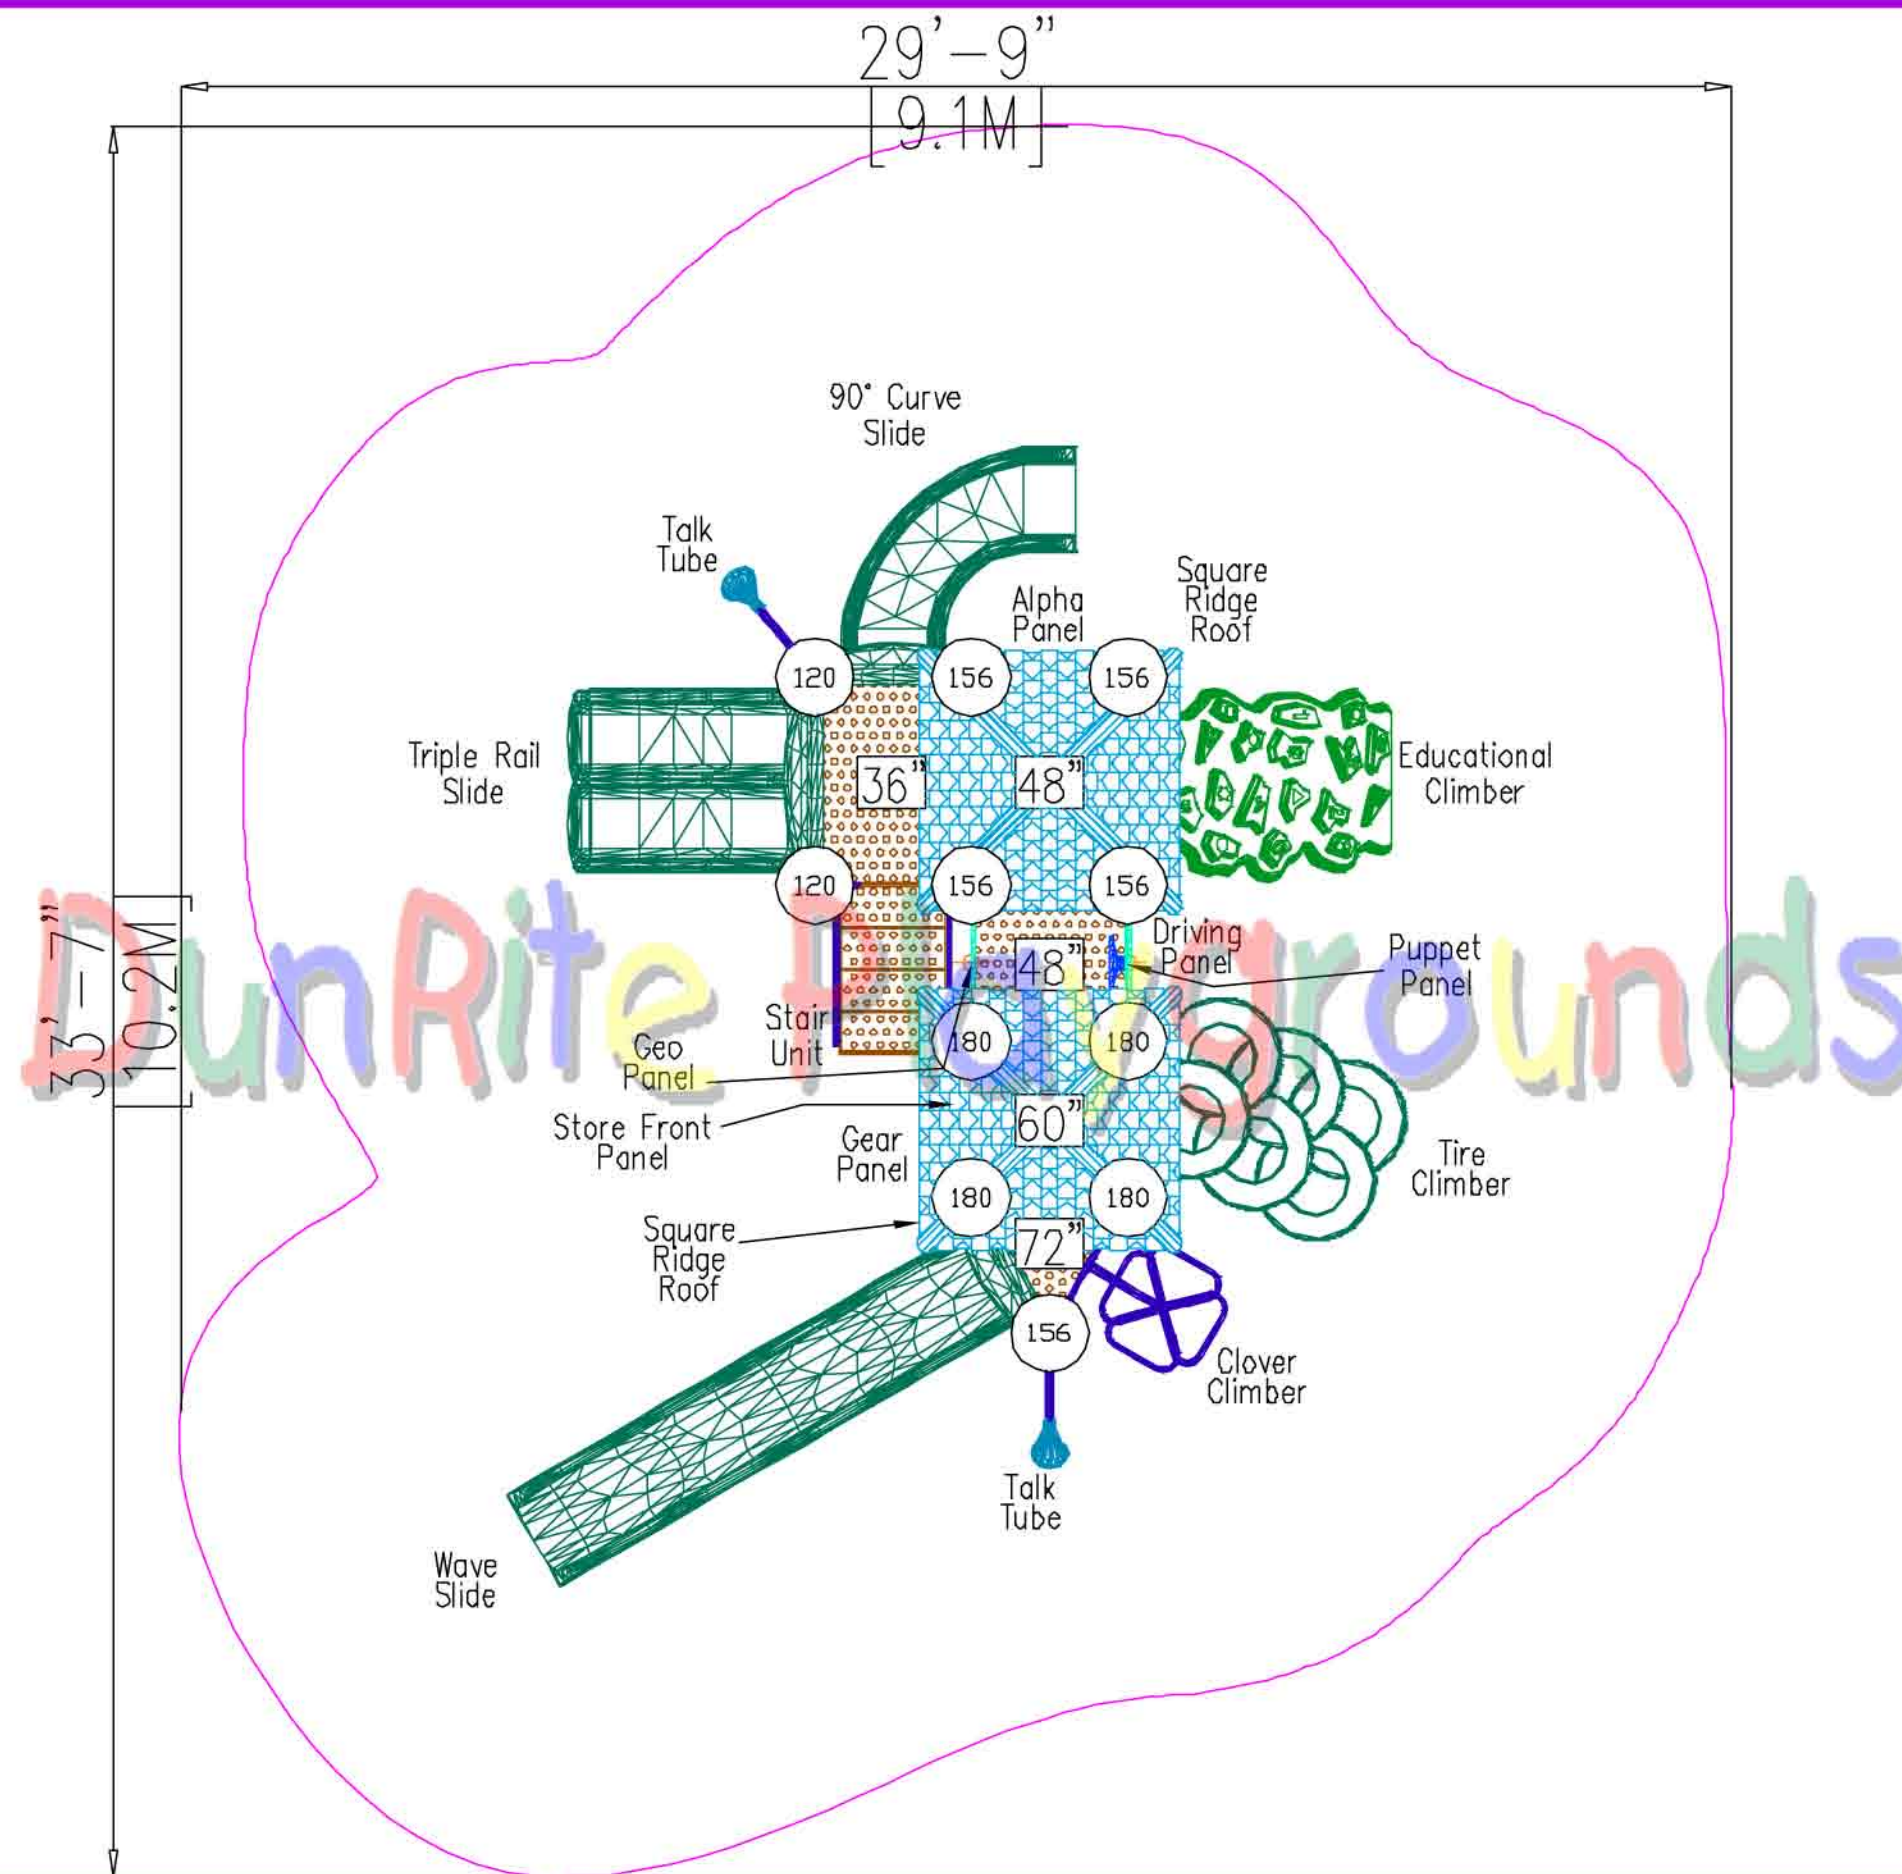 29'-9"
[9.1M]
90° Curve
Slide
Talk
Tube
Alpha
Panel
Square
Ridge
Roof
120
156
156
Triple Rail
Slide
36"
48"
Educational
Climber
120
156
156
33'-7"
10.2M
DunRite Playgrounds
48"
Driving
Panel
Puppet
Panel
Stair
Unit
Geo
Panel
180
180
Store Front
Panel
60"
Gear
Panel
Tire
Climber
180
180
Square
Ridge
Roof
72"
156
Clover
Climber
Talk
Tube
Wave
Slide